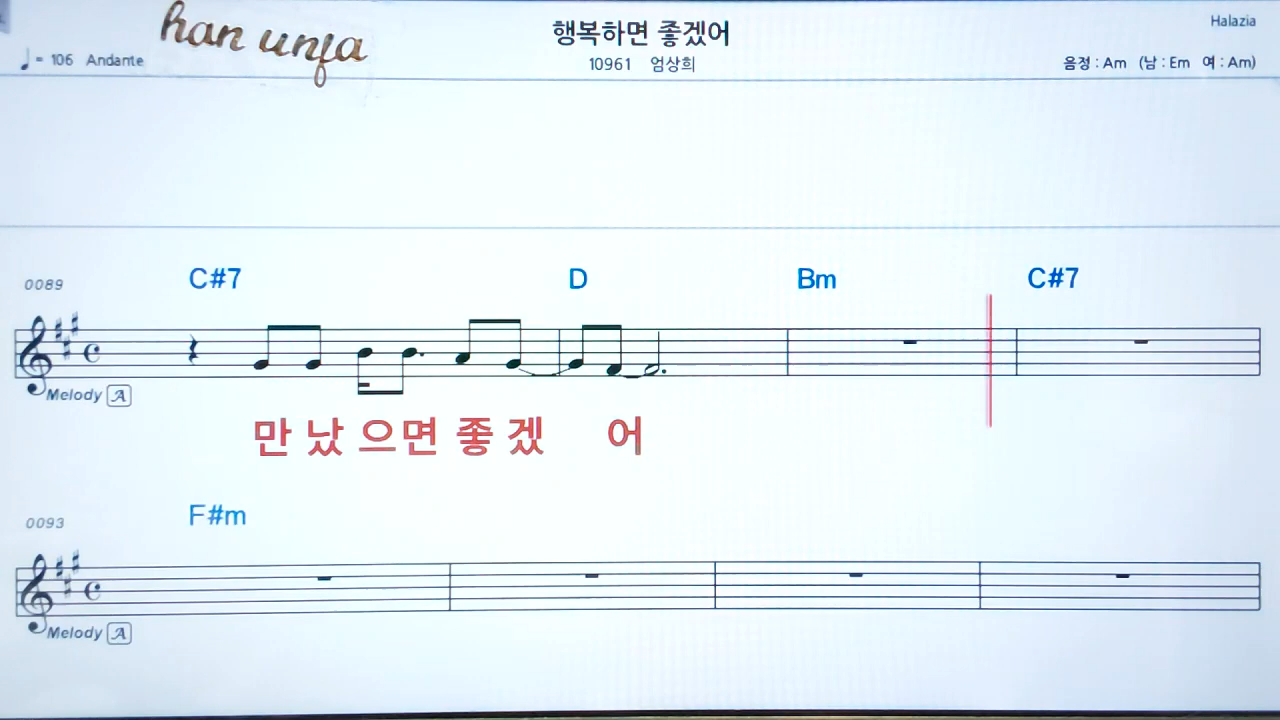 han unfa
행복하면 좋겠어
Halazia
♩= 106 Andante
10961 엄상희
음정 : Am (남 : Em 여 : Am)
0089 C#7 D Bm C#7
Melody A
만 났 으면 좋 겠 어
0093 F#m
Melody A